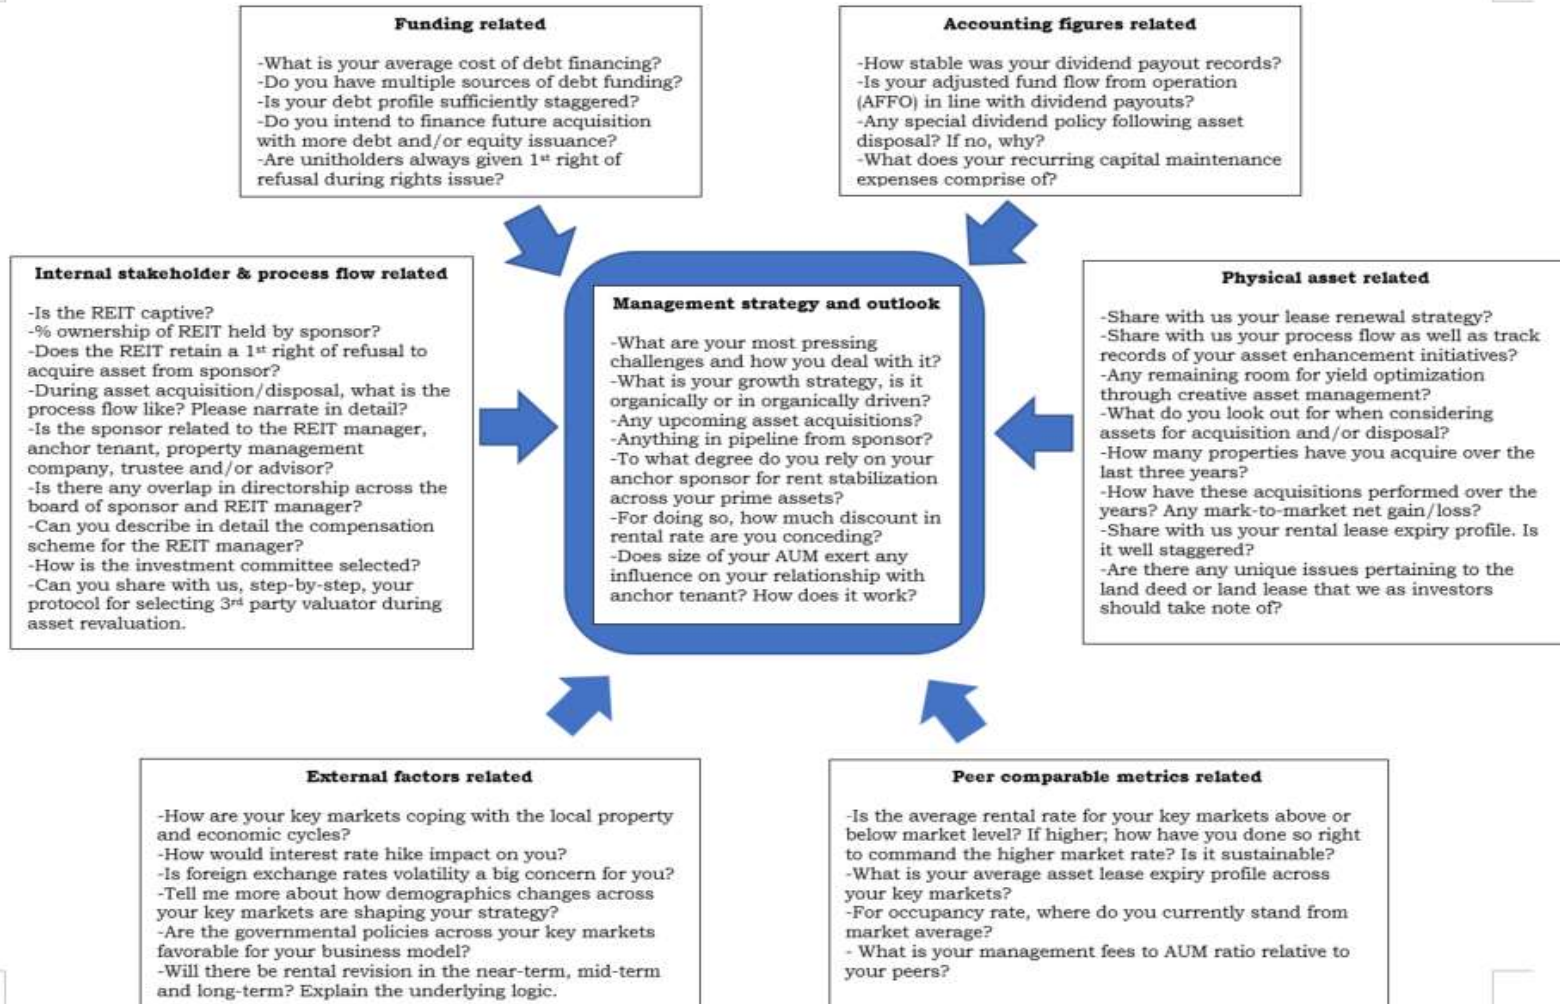 Funding related
-What is your average cost of debt financing?
-Do you have multiple sources of debt funding?
-Is your debt profile sufficiently staggered?
-Do you intend to finance future acquisition
with more debt and/or equity issuance?
-Are unitholders always given 1st right of
refusal during rights issue?
Accounting figures related
-How stable was your dividend payout records?
-Is your adjusted fund flow from operation
(AFFO) in line with dividend payouts?
-Any special dividend policy following asset
disposal? If no, why?
-What does your recurring capital maintenance
expenses comprise of?
Internal stakeholder & process flow related
-Is the REIT captive?
-% ownership of REIT held by sponsor?
-Does the REIT retain a 1st right of refusal to
acquire asset from sponsor?
-During asset acquisition/disposal, what is the
process flow like? Please narrate in detail?
-Is the sponsor related to the REIT manager,
anchor tenant, property management
company, trustee and/or advisor?
-Is there any overlap in directorship across the
board of sponsor and REIT manager?
-Can you describe in detail the compensation
scheme for the REIT manager?
-How is the investment committee selected?
-Can you share with us, step-by-step, your
protocol for selecting 3rd party valuator during
asset revaluation.
Management strategy and outlook
-What are your most pressing
challenges and how you deal with it?
-What is your growth strategy, is it
organically or in organically driven?
-Any upcoming asset acquisitions?
-Anything in pipeline from sponsor?
-To what degree do you rely on your
anchor sponsor for rent stabilization
across your prime assets?
-For doing so, how much discount in
rental rate are you conceding?
-Does size of your AUM exert any
influence on your relationship with
anchor tenant? How does it work?
Physical asset related
-Share with us your lease renewal strategy?
-Share with us your process flow as well as track
records of your asset enhancement initiatives?
-Any remaining room for yield optimization
through creative asset management?
-What do you look out for when considering
assets for acquisition and/or disposal?
-How many properties have you acquire over the
last three years?
-How have these acquisitions performed over the
years? Any mark-to-market net gain/loss?
-Share with us your rental lease expiry profile. Is
it well staggered?
-Are there any unique issues pertaining to the
land deed or land lease that we as investors
should take note of?
External factors related
-How are your key markets coping with the local property
and economic cycles?
-How would interest rate hike impact on you?
-Is foreign exchange rates volatility a big concern for you?
-Tell me more about how demographics changes across
your key markets are shaping your strategy?
-Are the governmental policies across your key markets
favorable for your business model?
-Will there be rental revision in the near-term, mid-term
and long-term? Explain the underlying logic.
Peer comparable metrics related
-Is the average rental rate for your key markets above or
below market level? If higher; how have you done so right
to command the higher market rate? Is it sustainable?
-What is your average asset lease expiry profile across
your key markets?
-For occupancy rate, where do you currently stand from
market average?
- What is your management fees to AUM ratio relative to
your peers?